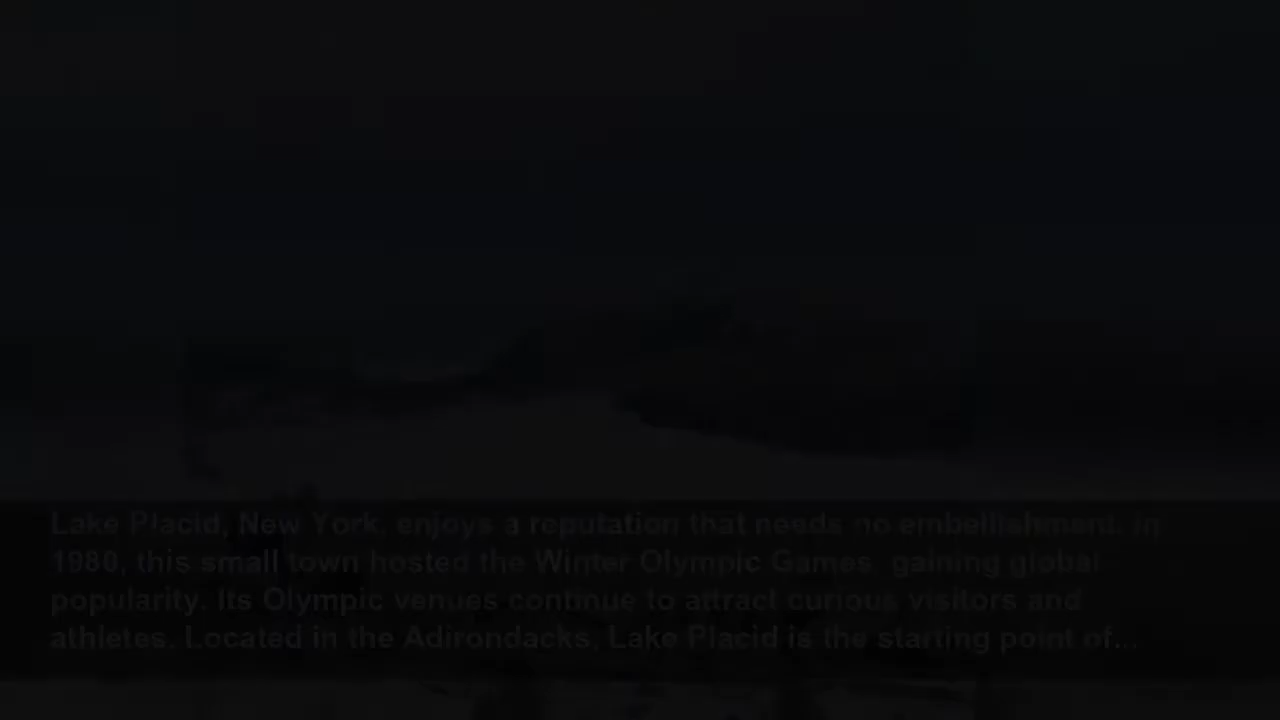 Lake Placid, New York, enjoys a reputation that needs no embellishment. In
1980, this small town hosted the Winter Olympic Games, gaining global
popularity. Its Olympic venues continue to attract curious visitors and
athletes. Located in the Adirondacks, Lake Placid is the starting point of...